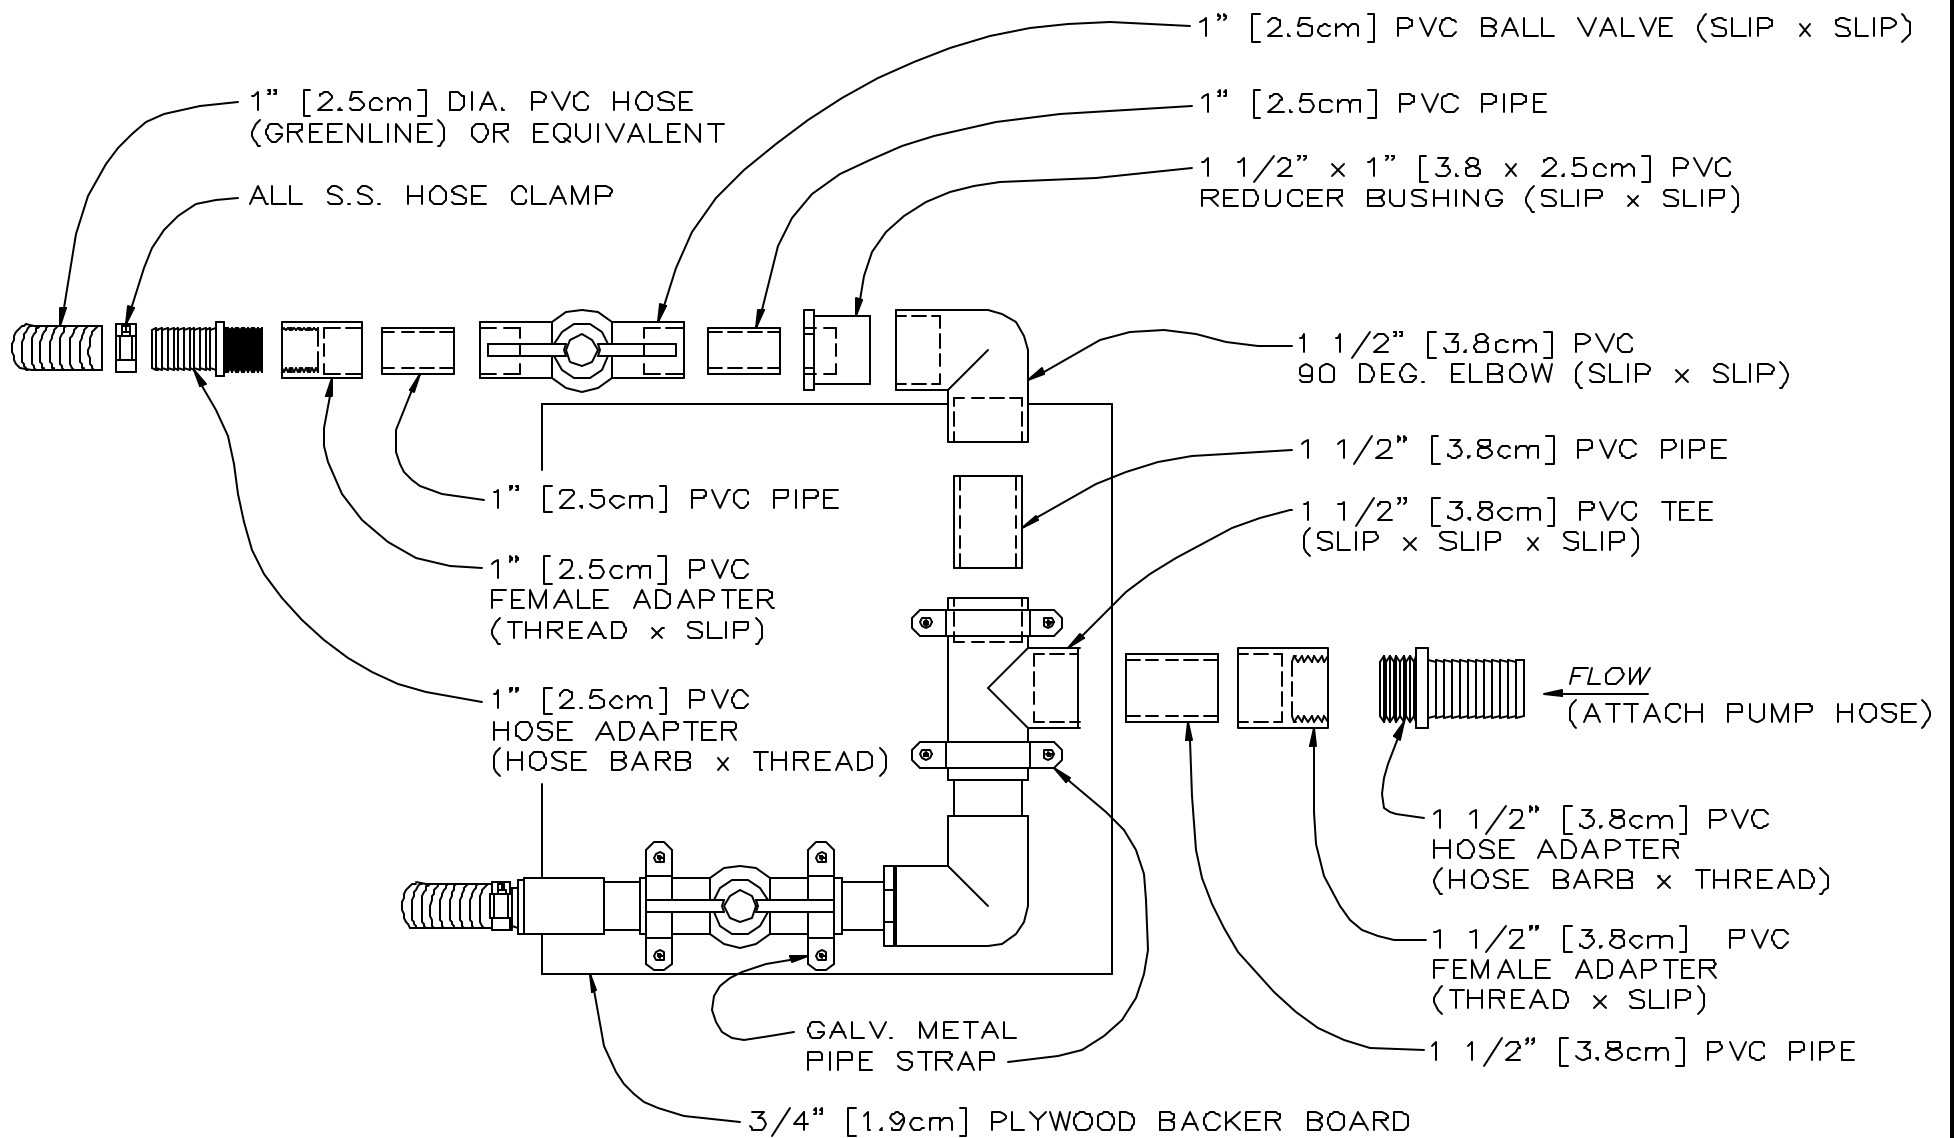 1" [2.5cm] PVC BALL VALVE (SLIP x SLIP)
1" [2.5cm] DIA. PVC HOSE
(GREENLINE) OR EQUIVALENT
1" [2.5cm] PVC PIPE
1 1/2" x 1" [3.8 x 2.5cm] PVC
REDUCER BUSHING (SLIP x SLIP)
ALL S.S. HOSE CLAMP
1 1/2" [3.8cm] PVC
90 DEG. ELBOW (SLIP x SLIP)
1 1/2" [3.8cm] PVC PIPE
1" [2.5cm] PVC PIPE
1 1/2" [3.8cm] PVC TEE
(SLIP x SLIP x SLIP)
1" [2.5cm] PVC
FEMALE ADAPTER
(THREAD x SLIP)
FLOW
(ATTACH PUMP HOSE)
1" [2.5cm] PVC
HOSE ADAPTER
(HOSE BARB x THREAD)
1 1/2" [3.8cm] PVC
HOSE ADAPTER
(HOSE BARB x THREAD)
1 1/2" [3.8cm] PVC
FEMALE ADAPTER
(THREAD x SLIP)
GALV. METAL
PIPE STRAP
1 1/2" [3.8cm] PVC PIPE
3/4" [1.9cm] PLYWOOD BACKER BOARD